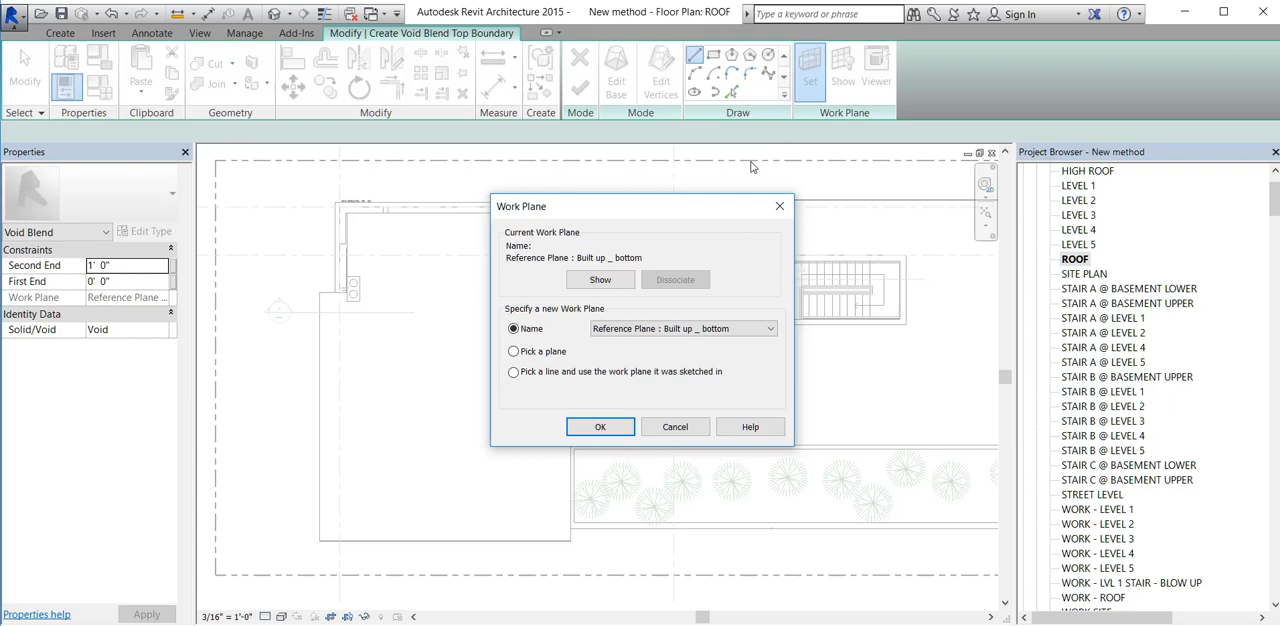 Autodesk Revit Architecture 2015 - New method - Floor Plan: ROOF
Type a keyword or phrase
Sign In
Create Insert Annotate View Manage Add-Ins Modify | Create Void Blend Top Boundary
Modify
Paste
Cut
Join
Edit Base
Edit Vertices
Set
Show
Viewer
Select
Properties
Clipboard
Geometry
Modify
Measure
Create
Mode
Mode
Draw
Work Plane
Properties
Void Blend
Edit Type
Constraints
Second End 1' 0"
First End 0' 0"
Work Plane Reference Plane ...
Identity Data
Solid/Void Void
Properties help
Apply
3/16" = 1'-0"
Work Plane
Current Work Plane
Name:
Reference Plane : Built up _ bottom
Show
Dissociate
Specify a new Work Plane
Name
Reference Plane : Built up _ bottom
Pick a plane
Pick a line and use the work plane it was sketched in
OK
Cancel
Help
Project Browser - New method
HIGH ROOF
LEVEL 1
LEVEL 2
LEVEL 3
LEVEL 4
LEVEL 5
ROOF
SITE PLAN
STAIR A @ BASEMENT LOWER
STAIR A @ BASEMENT UPPER
STAIR A @ LEVEL 1
STAIR A @ LEVEL 2
STAIR A @ LEVEL 3
STAIR A @ LEVEL 4
STAIR A @ LEVEL 5
STAIR B @ BASEMENT UPPER
STAIR B @ LEVEL 1
STAIR B @ LEVEL 2
STAIR B @ LEVEL 3
STAIR B @ LEVEL 4
STAIR B @ LEVEL 5
STAIR C @ BASEMENT LOWER
STAIR C @ BASEMENT UPPER
STREET LEVEL
WORK - LEVEL 1
WORK - LEVEL 2
WORK - LEVEL 3
WORK - LEVEL 4
WORK - LEVEL 5
WORK - LVL 1 STAIR - BLOW UP
WORK - ROOF